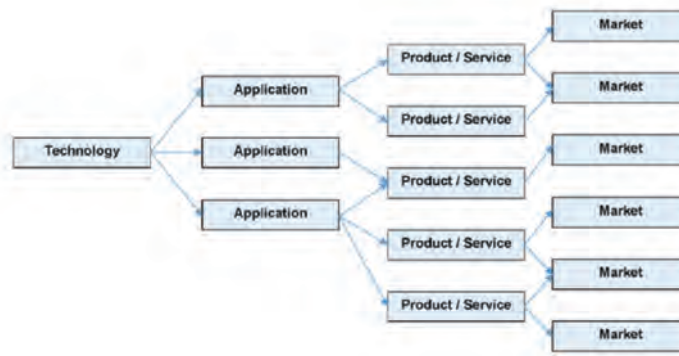 Technology
Application
Application
Application
Product / Service
Product / Service
Product / Service
Product / Service
Product / Service
Market
Market
Market
Market
Market
Market